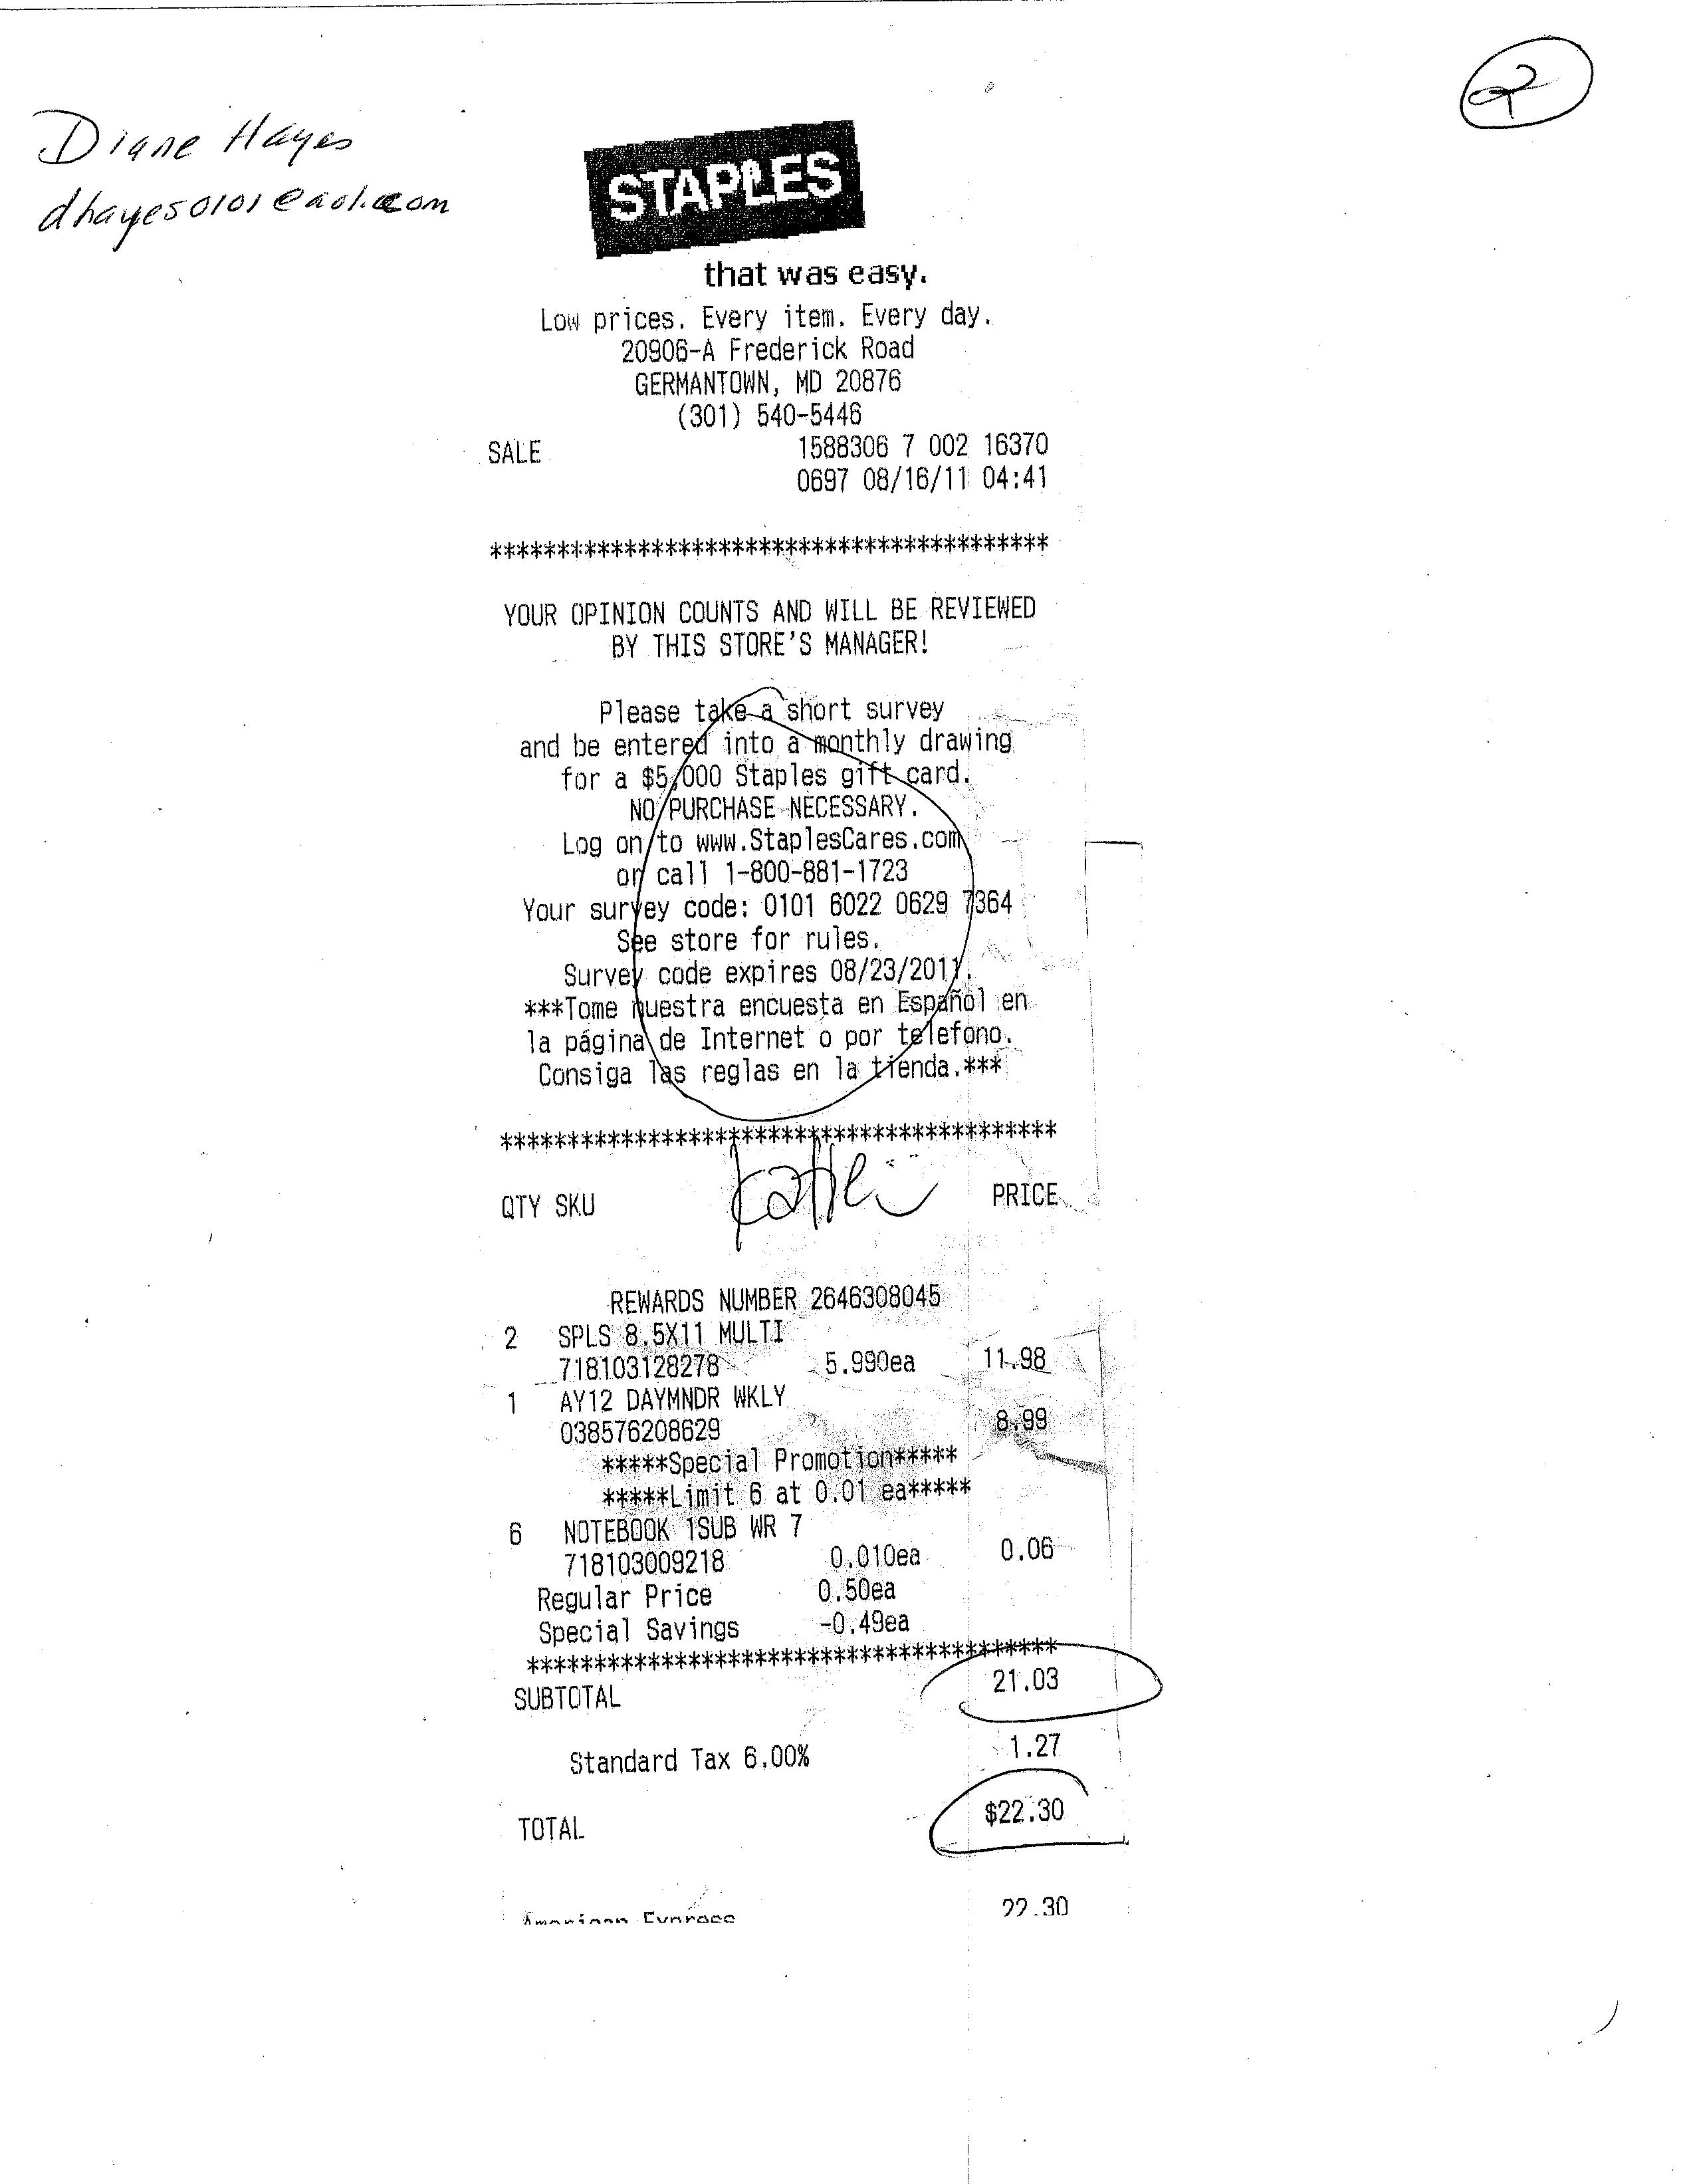 2
Diane Hayes
dhayes0101@aol.com
STAPLES
that was easy.
Low prices. Every item. Every day.
20906-A Frederick Road
GERMANTOWN, MD 20876
(301) 540-5446
SALE 1588306 7 002 16370
0697 08/16/11 04:41
******************************************
YOUR OPINION COUNTS AND WILL BE REVIEWED
BY THIS STORE'S MANAGER!
Please take a short survey
and be entered into a monthly drawing
for a $5,000 Staples gift card.
NO PURCHASE NECESSARY.
Log on to www.StaplesCares.com
or call 1-800-881-1723
Your survey code: 0101 6022 0629 7364
See store for rules.
Survey code expires 08/23/2011.
***Tome nuestra encuesta en Español en
la página de Internet o por telefono.
Consiga las reglas en la tienda.***
******************************************
QTY SKU PRICE
REWARDS NUMBER 2646308045
2 SPLS 8.5X11 MULTI
718103128278 5.990ea 11.98
1 AY12 DAYMNDR WKLY
038576208629 8.99
*****Special Promotion*****
*****Limit 6 at 0.01 ea*****
6 NOTEBOOK 1SUB WR 7
718103009218 0.010ea 0.06
Regular Price 0.50ea
Special Savings -0.49ea
****************************************
SUBTOTAL 21.03
Standard Tax 6.00% 1.27
TOTAL $22.30
American Express 22.30